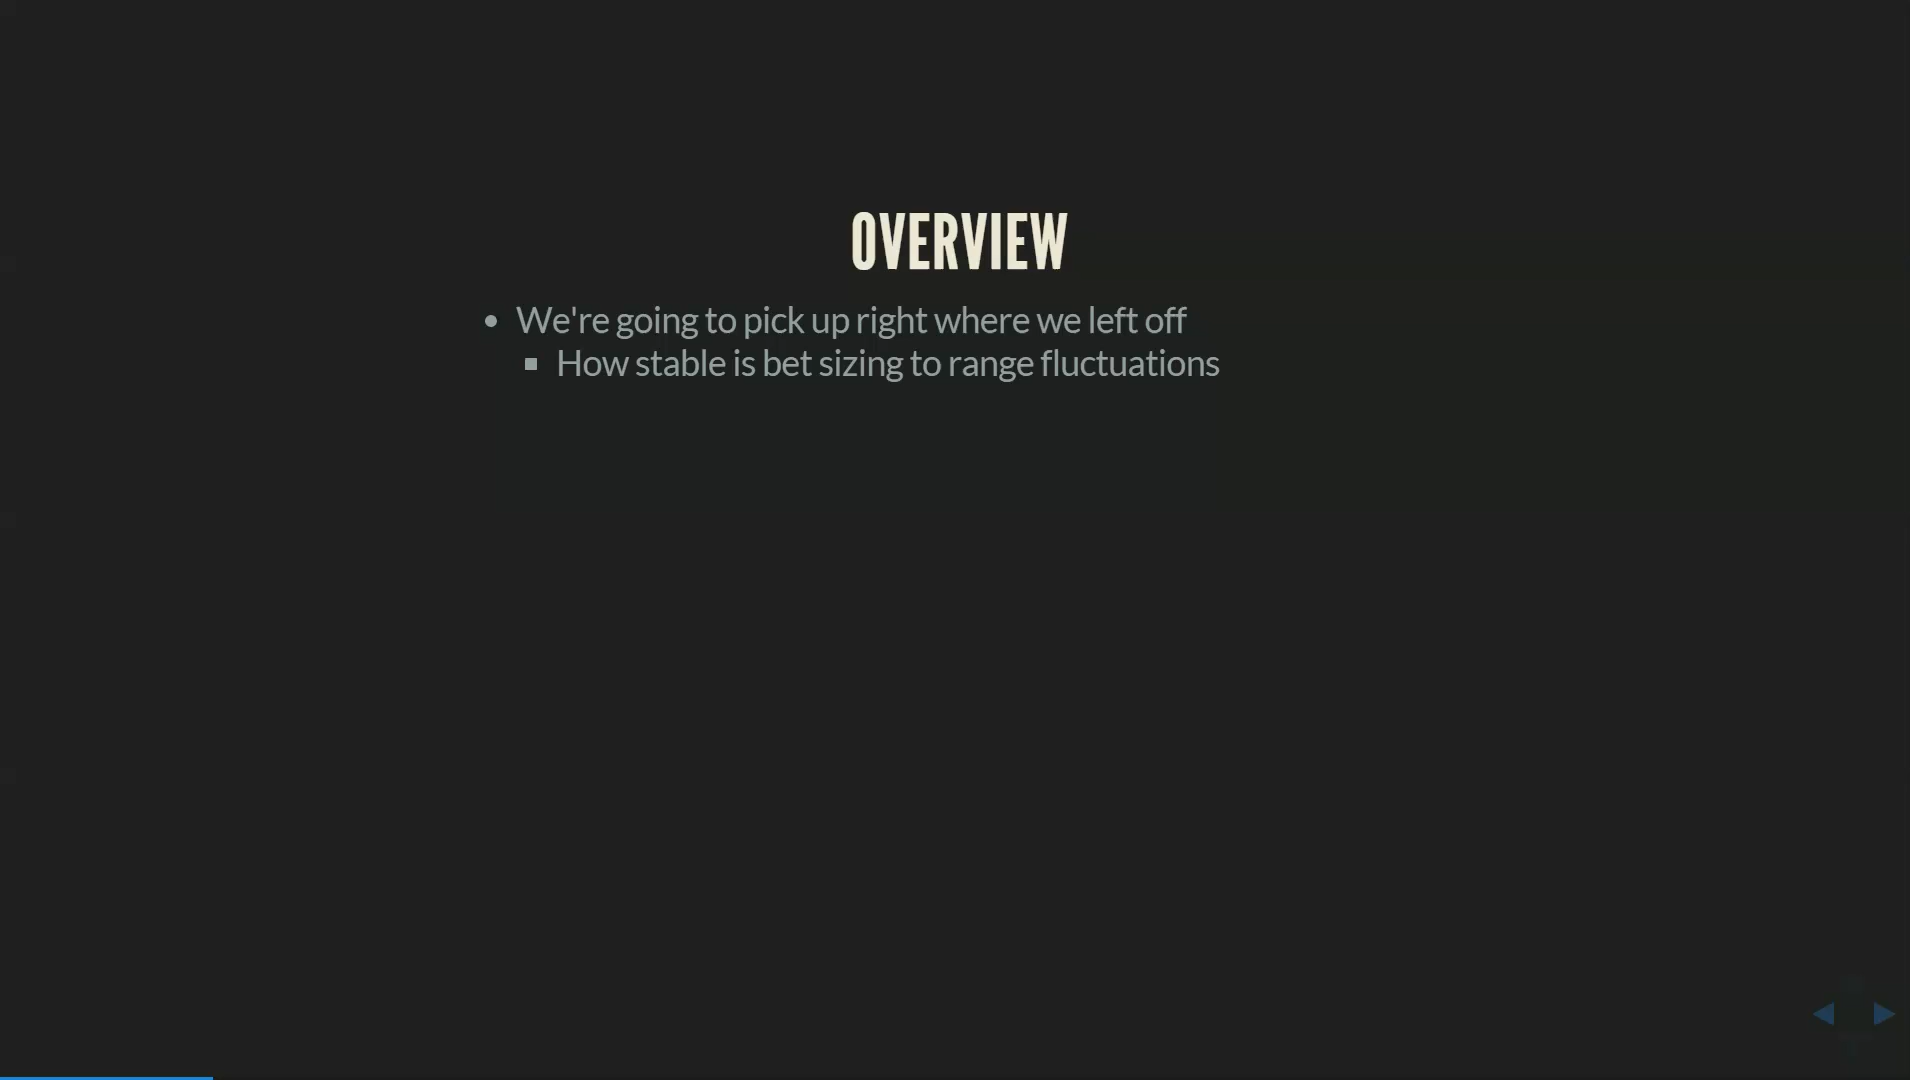 OVERVIEW
We're going to pick up right where we left off
How stable is bet sizing to range fluctuations